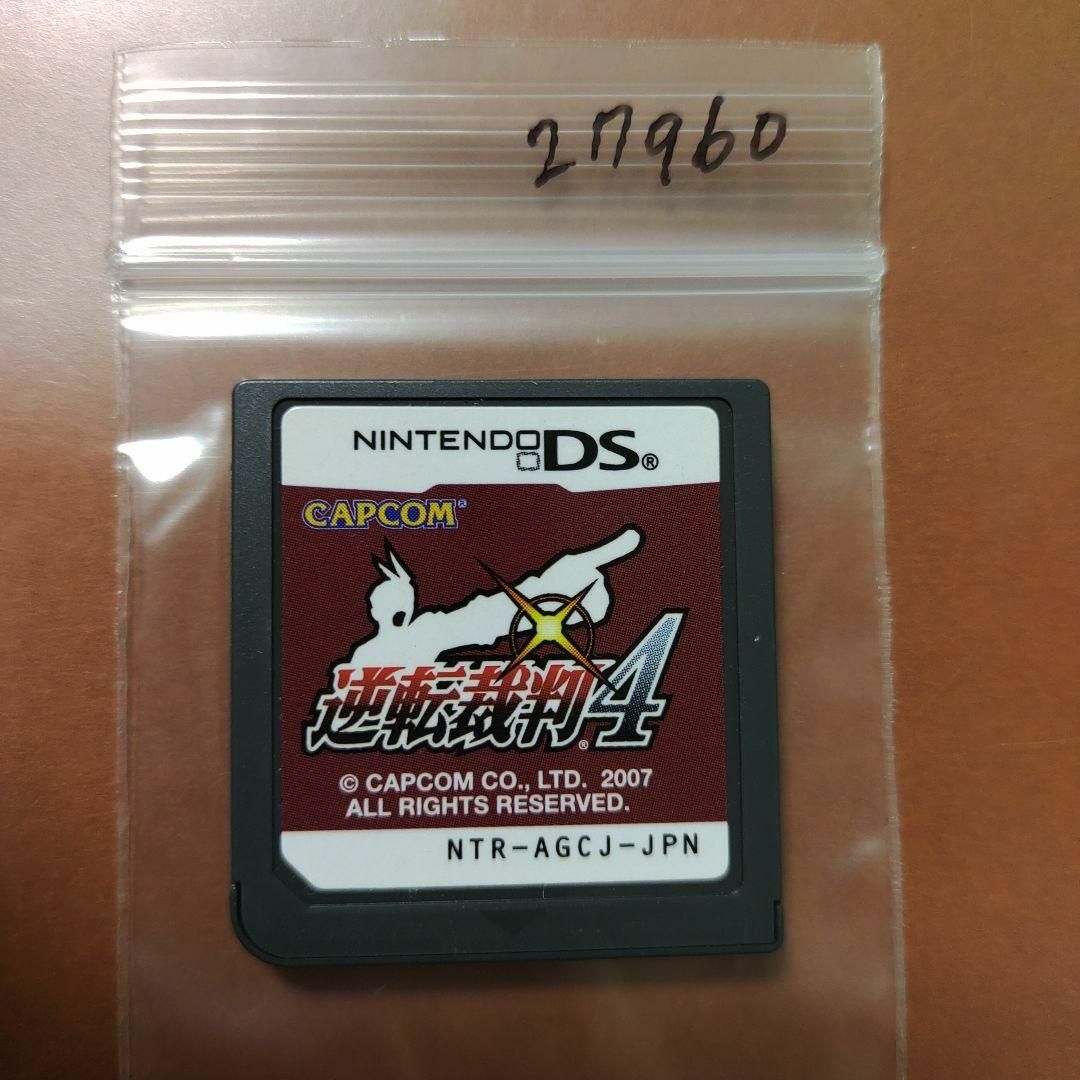 27960
NINTENDO DS®
CAPCOM®
逆転裁判4®
© CAPCOM CO., LTD. 2007
ALL RIGHTS RESERVED.
NTR-AGCJ-JPN